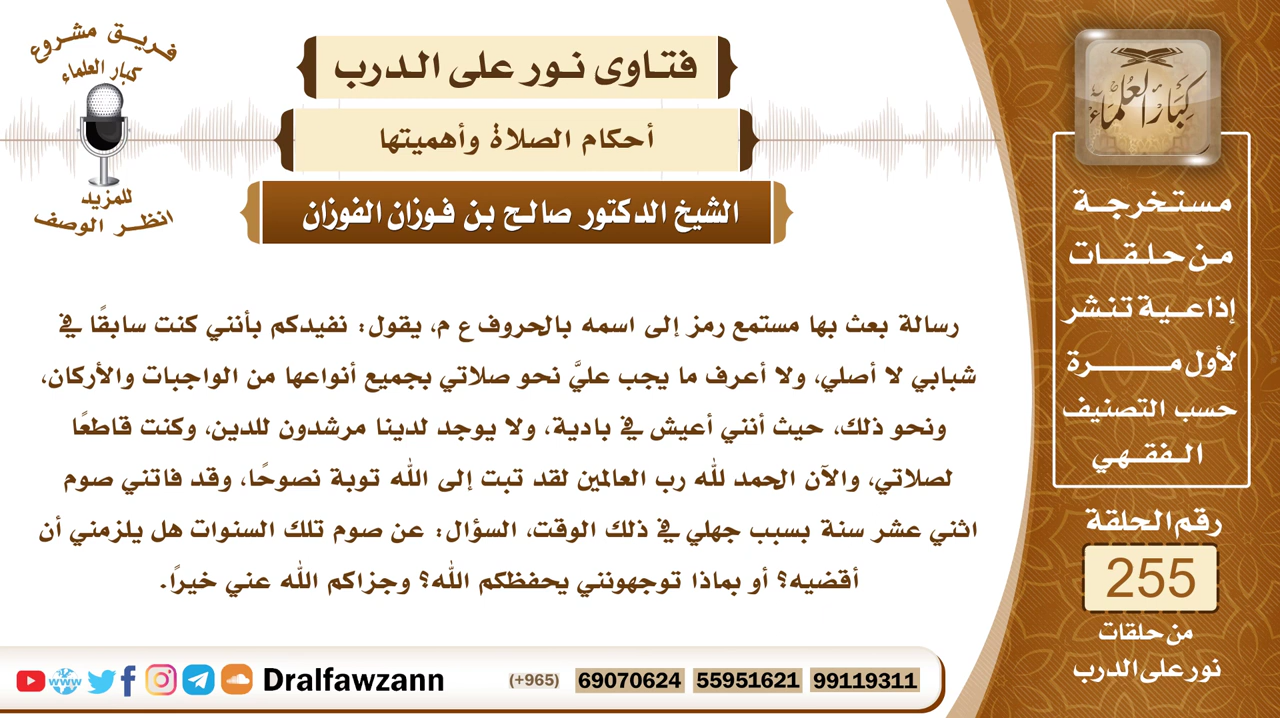 فريق مشروع
كبار العلماء
للمزيد
انظر الوصف
فتاوى نور على الدرب
أحكام الصلاة وأهميتها
الشيخ الدكتور صالح بن فوزان الفوزان
رسالة بعث بها مستمع رمز إلى اسمه بالحروف ع م، يقول: نفيدكم بأنني كنت سابقًا في
شبابي لا أصلي، ولا أعرف ما يجب عليَّ نحو صلاتي بجميع أنواعها من الواجبات والأركان،
ونحو ذلك، حيث أنني أعيش في بادية، ولا يوجد لدينا مرشدون للدين، وكنت قاطعًا
لصلاتي، والآن الحمد لله رب العالمين لقد تبت إلى الله توبة نصوحًا، وقد فاتني صوم
اثني عشر سنة بسبب جهلي في ذلك الوقت، السؤال: عن صوم تلك السنوات هل يلزمني أن
أقضيه؟ أو بماذا توجهونني يحفظكم الله؟ وجزاكم الله عني خيرًا.
كبار العلماء
مستخرجة
من حلقات
إذاعية تنشر
لأول مرة
حسب التصنيف
الفقهي
رقم الحلقة
255
من حلقات
نور على الدرب
www Dralfawzann (+965) 69070624 55951621 99119311